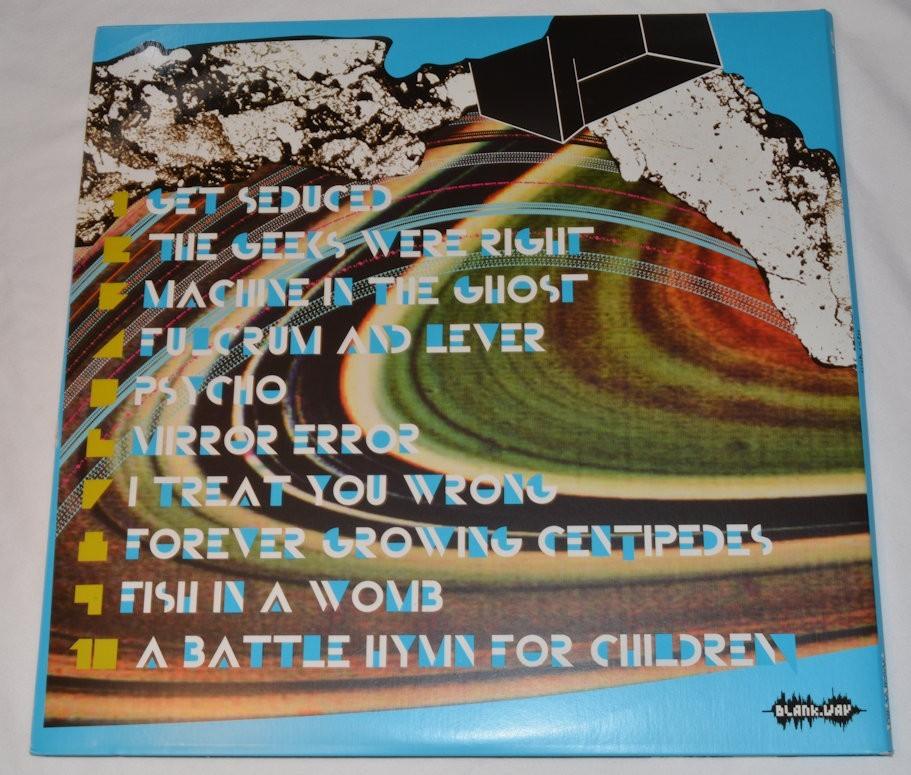 1 GET SEDUCED
2 THE GEEKS WERE RIGHT
3 MACHINE IN THE GHOST
4 FULCRUM AND LEVER
5 PSYCHO
6 MIRROR ERROR
7 I TREAT YOU WRONG
8 FOREVER GROWING CENTIPEDES
9 FISH IN A WOMB
10 A BATTLE HYMN FOR CHILDREN
BLANK.WAV